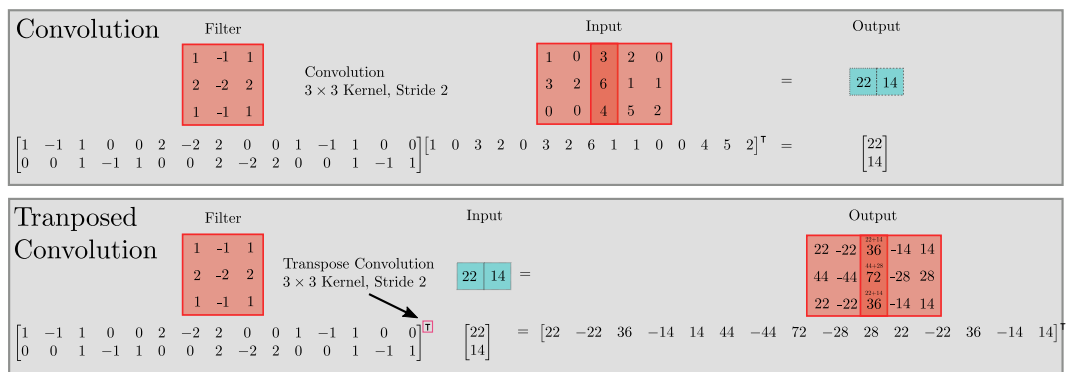 Convolution
Filter
Input
Output
1 -1 1
2 -2 2
1 -1 1
Convolution
3 × 3 Kernel, Stride 2
1 0 3 2 0
3 2 6 1 1
0 0 4 5 2
=
22 14
[1 −1 1 0 0 2 −2 2 0 0 1 −1 1 0 0] [1 0 3 2 0 3 2 6 1 1 0 0 4 5 2]ᵀ = [22]
[0 0 1 −1 1 0 0 2 −2 2 0 0 1 −1 1] [14]
Tranposed
Convolution
Filter
Input
Output
1 -1 1
2 -2 2
1 -1 1
Transpose Convolution
3 × 3 Kernel, Stride 2
22 14
=
22+14
22 -22 36 -14 14
44+28
44 -44 72 -28 28
22+14
22 -22 36 -14 14
[1 −1 1 0 0 2 −2 2 0 0 1 −1 1 0 0]ᵀ [22] = [22 −22 36 −14 14 44 −44 72 −28 28 22 −22 36 −14 14]ᵀ
[0 0 1 −1 1 0 0 2 −2 2 0 0 1 −1 1] [14]